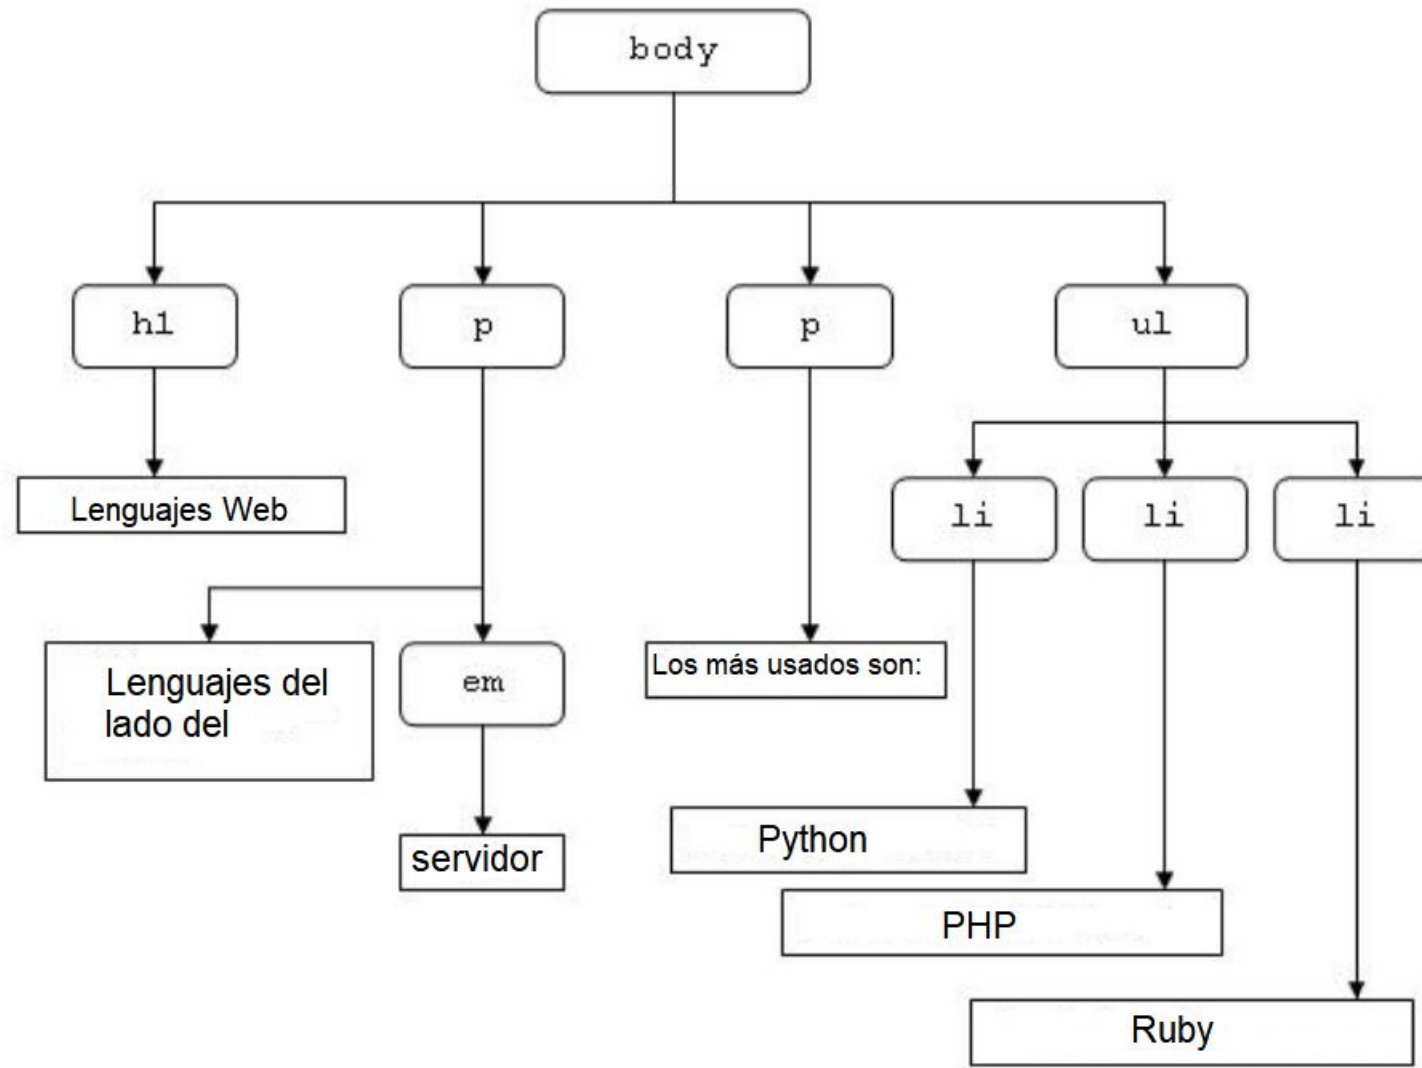 body
h1
p
p
ul
Lenguajes Web
li
li
li
Lenguajes del
lado del
em
Los más usados son:
servidor
Python
PHP
Ruby